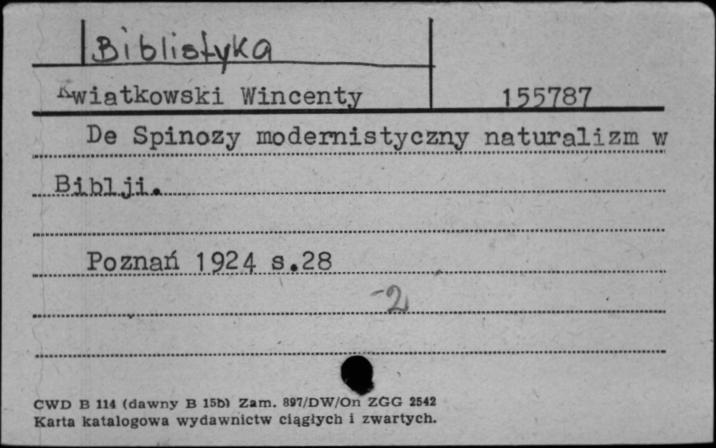 Biblistyka
Kwiatkowski Wincenty 155787
De Spinozy modernistyczny naturalizm w
Biblji.
Poznań 1924 s.28
-2
CWD B 114 (dawny B 15b) Zam. 897/DW/On ZGG 2542
Karta katalogowa wydawnictw ciągłych i zwartych.